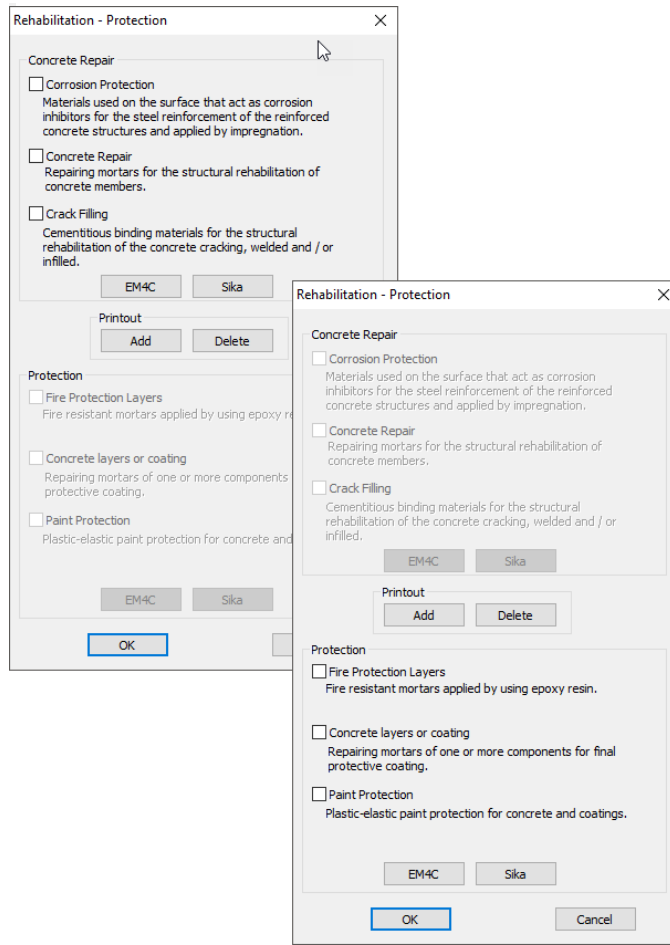 Rehabilitation - Protection
Concrete Repair
Corrosion Protection
Materials used on the surface that act as corrosion
inhibitors for the steel reinforcement of the reinforced
concrete structures and applied by impregnation.
Concrete Repair
Repairing mortars for the structural rehabilitation of
concrete members.
Crack Filling
Cementitious binding materials for the structural
rehabilitation of the concrete cracking, welded and / or
infilled.
EM4C Sika
Printout
Add Delete
Protection
Fire Protection Layers
Fire resistant mortars applied by using epoxy re
Concrete layers or coating
Repairing mortars of one or more components
protective coating.
Paint Protection
Plastic-elastic paint protection for concrete and
EM4C Sika
OK
Rehabilitation - Protection
Concrete Repair
Corrosion Protection
Materials used on the surface that act as corrosion
inhibitors for the steel reinforcement of the reinforced
concrete structures and applied by impregnation.
Concrete Repair
Repairing mortars for the structural rehabilitation of
concrete members.
Crack Filling
Cementitious binding materials for the structural
rehabilitation of the concrete cracking, welded and / or
infilled.
EM4C Sika
Printout
Add Delete
Protection
Fire Protection Layers
Fire resistant mortars applied by using epoxy resin.
Concrete layers or coating
Repairing mortars of one or more components for final
protective coating.
Paint Protection
Plastic-elastic paint protection for concrete and coatings.
EM4C Sika
OK Cancel